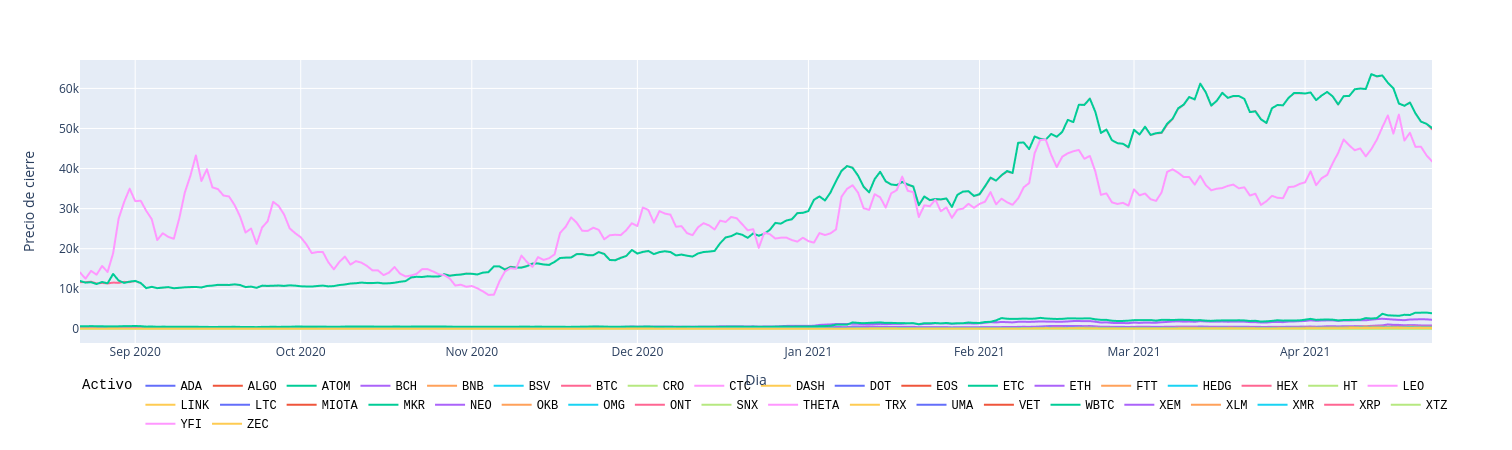 60k
50k
40k
30k
20k
10k
0
Precio de cierre
Sep 2020 Oct 2020 Nov 2020 Dec 2020 Jan 2021 Feb 2021 Mar 2021 Apr 2021
Dia
Activo ADA ALGO ATOM BCH BNB BSV BTC CRO CTC DASH DOT EOS ETC ETH FTT HEDG HEX HT LEO
LINK LTC MIOTA MKR NEO OKB OMG ONT SNX THETA TRX UMA VET WBTC XEM XLM XMR XRP XTZ
YFI ZEC